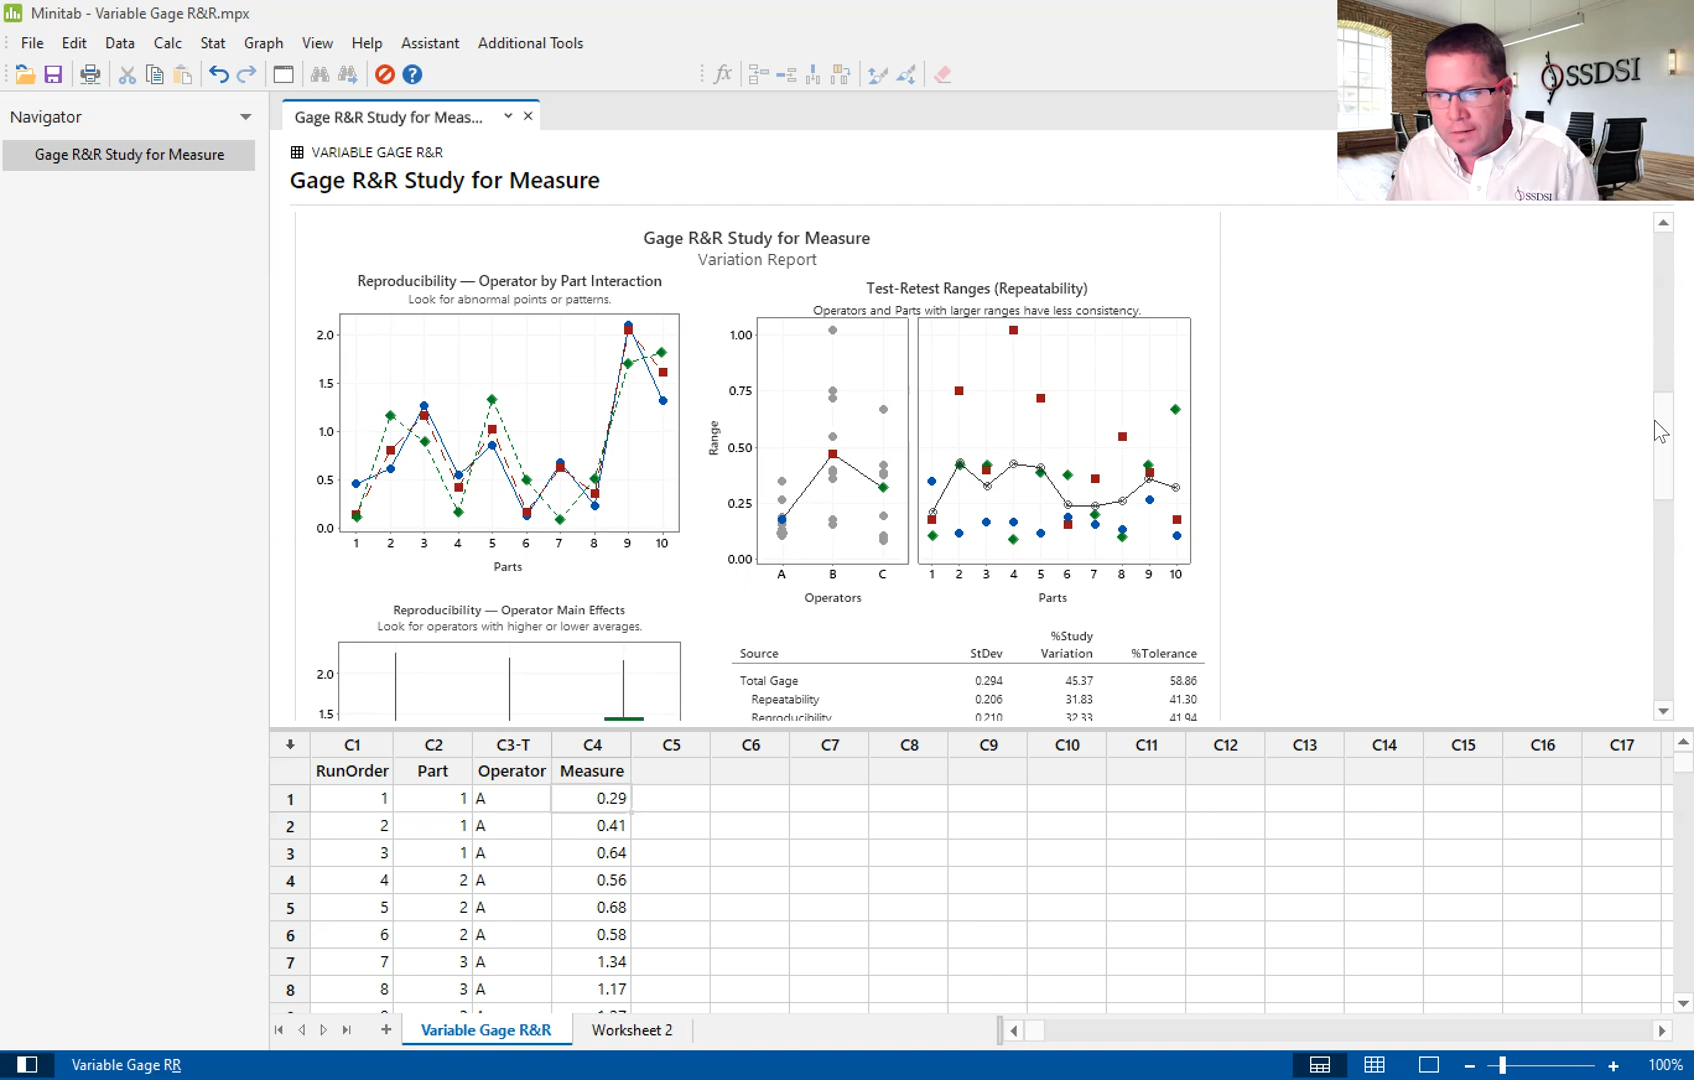 Minitab - Variable Gage R&R.mpx
File Edit Data Calc Stat Graph View Help Assistant Additional Tools
fx
SSDSI
SSDSI
Navigator
Gage R&R Study for Measure
Gage R&R Study for Meas...
VARIABLE GAGE R&R
Gage R&R Study for Measure
Gage R&R Study for Measure
Variation Report
Reproducibility — Operator by Part Interaction
Look for abnormal points or patterns.
2.0
1.5
1.0
0.5
0.0
1 2 3 4 5 6 7 8 9 10
Parts
Test-Retest Ranges (Repeatability)
Operators and Parts with larger ranges have less consistency.
Range
1.00
0.75
0.50
0.25
0.00
A B C
Operators
1 2 3 4 5 6 7 8 9 10
Parts
Reproducibility — Operator Main Effects
Look for operators with higher or lower averages.
2.0
1.5
%Study
Source StDev Variation %Tolerance
Total Gage 0.294 45.37 58.86
Repeatability 0.206 31.83 41.30
Reproducibility 0.210 32.33 41.94
C1 C2 C3-T C4 C5 C6 C7 C8 C9 C10 C11 C12 C13 C14 C15 C16 C17
RunOrder Part Operator Measure
1 1 1 A 0.29
2 2 1 A 0.41
3 3 1 A 0.64
4 4 2 A 0.56
5 5 2 A 0.68
6 6 2 A 0.58
7 7 3 A 1.34
8 8 3 A 1.17
Variable Gage R&R Worksheet 2
Variable Gage RR
100%